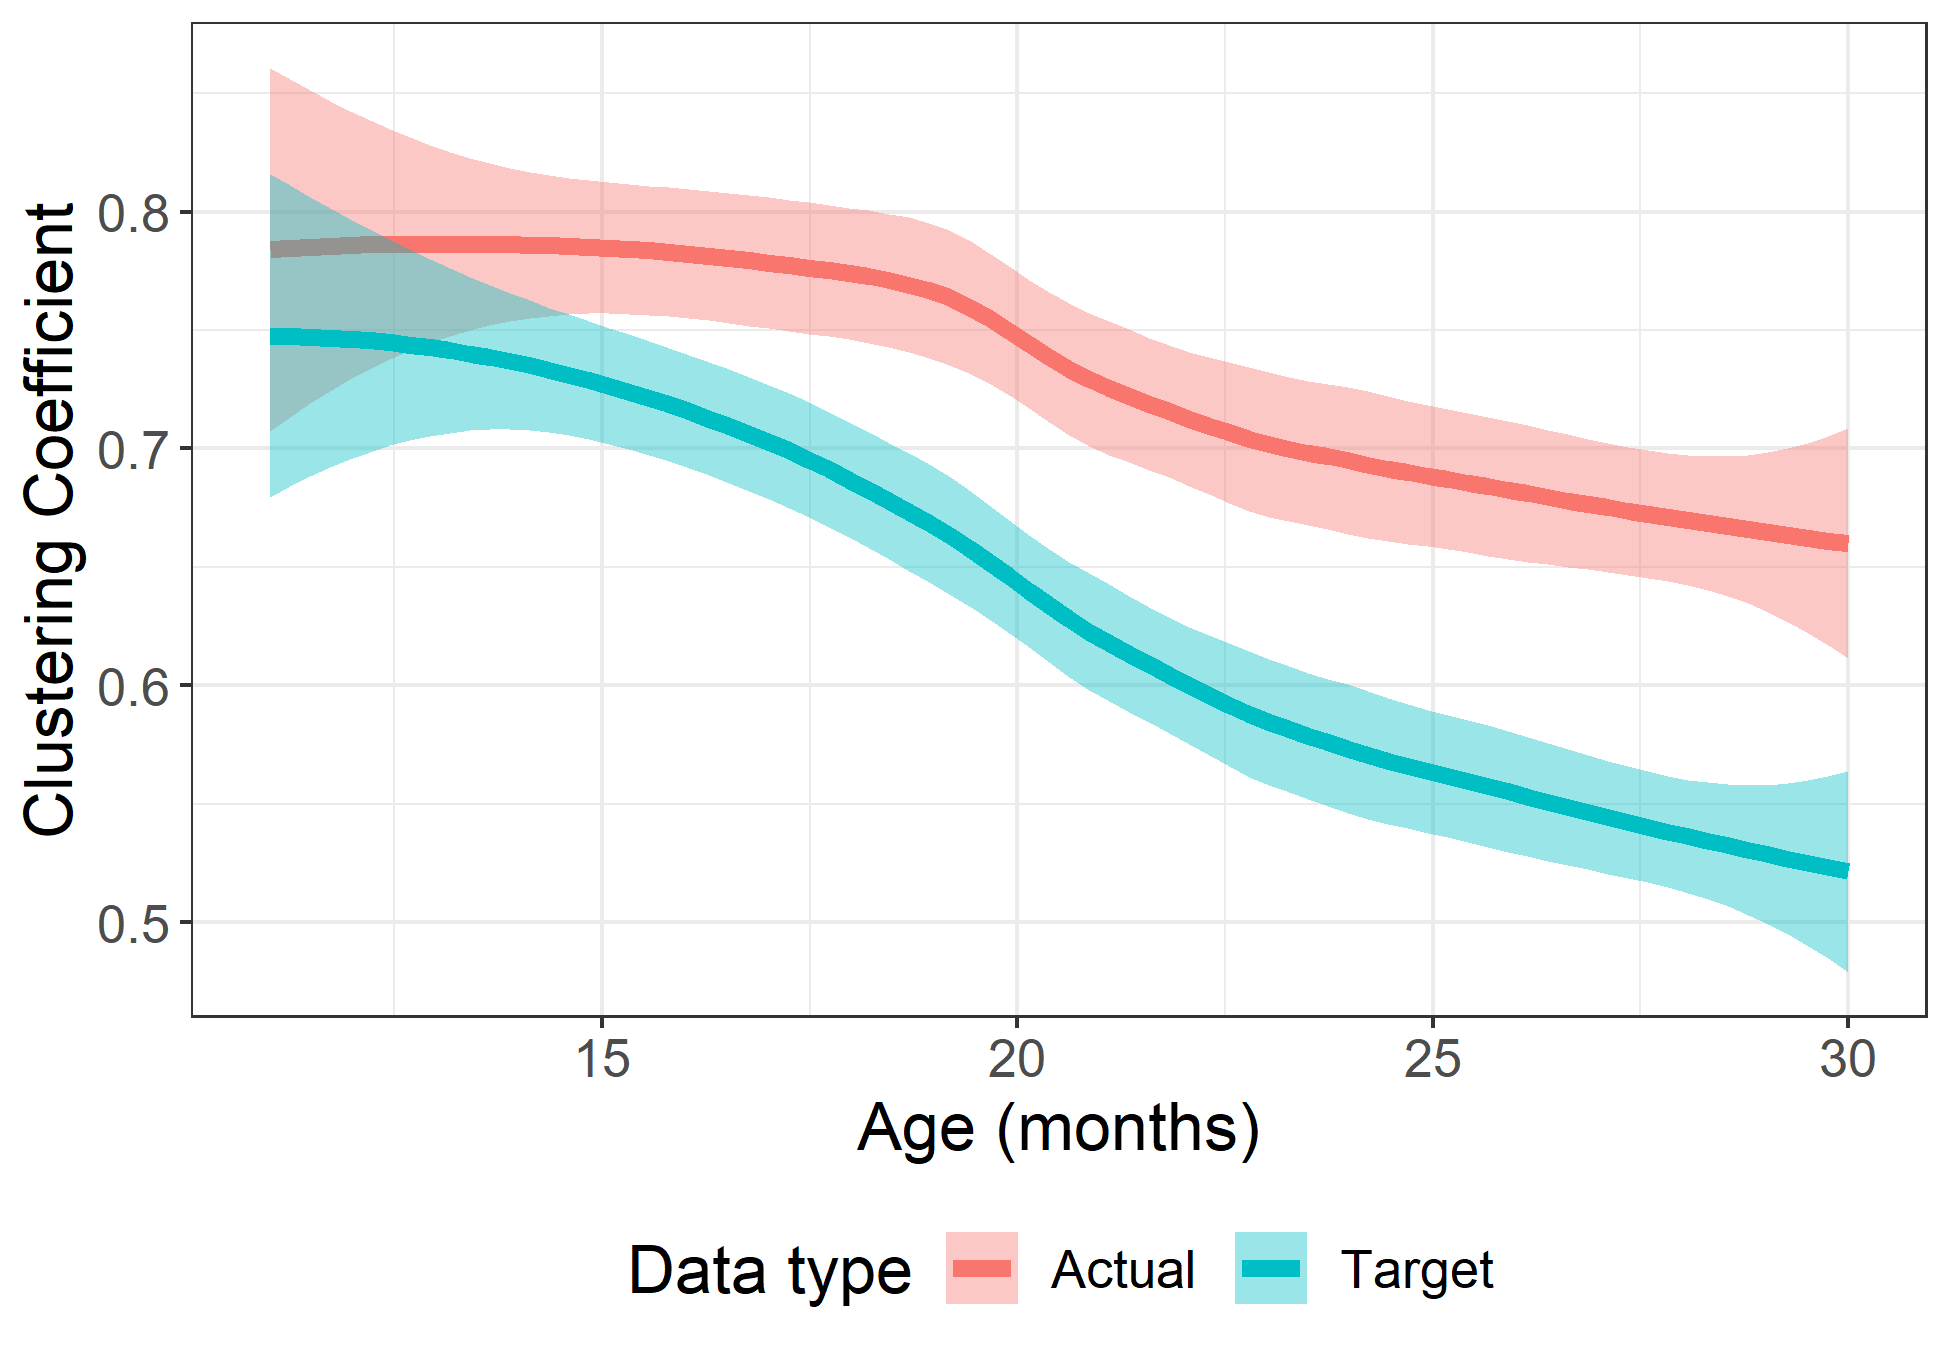 Clustering Coefficient
0.8
0.7
0.6
0.5
15 20 25 30
Age (months)
Data type Actual Target